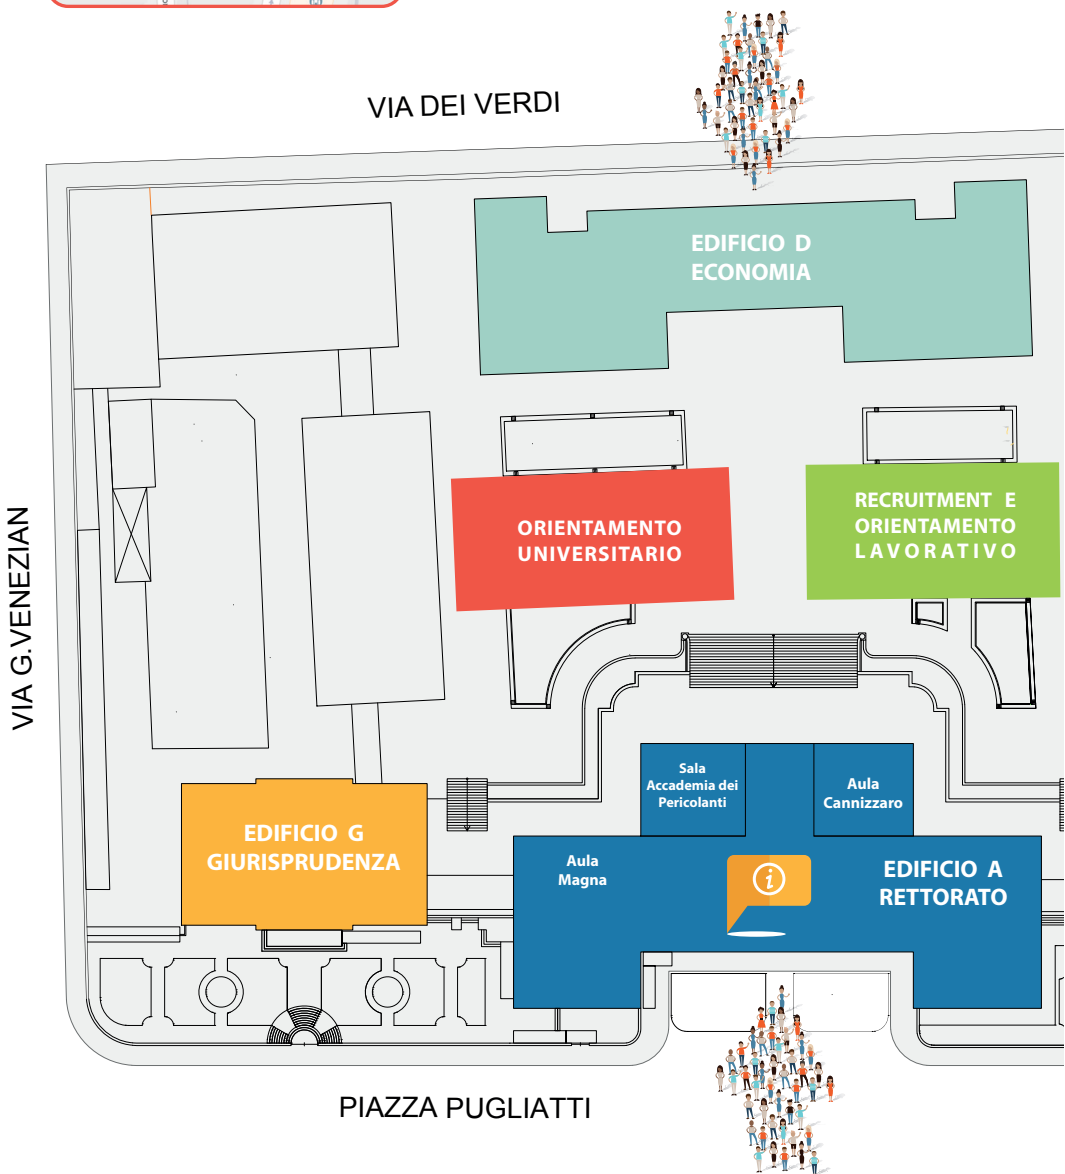 VIA DEI VERDI
EDIFICIO D
ECONOMIA
ORIENTAMENTO
UNIVERSITARIO
RECRUITMENT E
ORIENTAMENTO
LAVORATIVO
VIA G.VENEZIAN
Sala
Accademia dei
Pericolanti
Aula
Cannizzaro
EDIFICIO G
GIURISPRUDENZA
Aula
Magna
i
EDIFICIO A
RETTORATO
PIAZZA PUGLIATTI